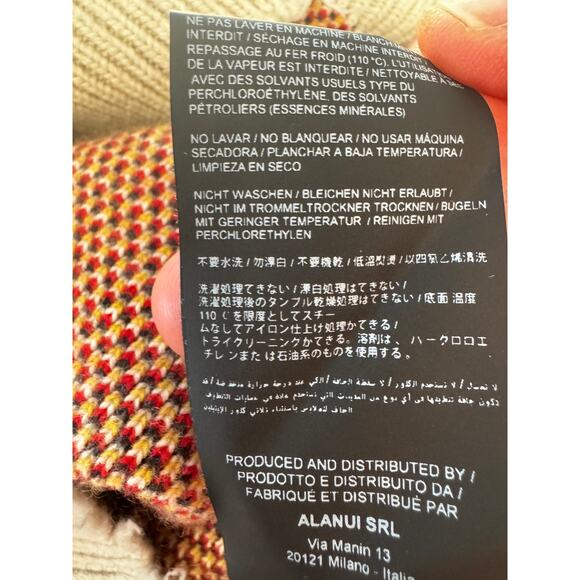 NE PAS LAVER EN MACHINE / BLANCHIMENT
INTERDIT / SÉCHAGE EN MACHINE INTERDIT
REPASSAGE AU FER FROID (110 °C). L'UTILISATION
DE LA VAPEUR EST INTERDITE / NETTOYABLE A SEC
AVEC DES SOLVANTS USUELS TYPE DU
PERCHLOROÉTHYLÈNE, DES SOLVANTS
PÉTROLIERS (ESSENCES MINÉRALES)
NO LAVAR / NO BLANQUEAR / NO USAR MÁQUINA
SECADORA / PLANCHAR A BAJA TEMPERATURA /
LIMPIEZA EN SECO
NICHT WASCHEN / BLEICHEN NICHT ERLAUBT /
NICHT IM TROMMELTROCKNER TROCKNEN / BÜGELN
MIT GERINGER TEMPERATUR / REINIGEN MIT
PERCHLORETHYLEN
不要水洗 / 勿漂白 / 不要機乾 / 低溫熨燙 / 以四氯乙烯清洗
洗濯処理できない / 漂白処理はできない /
洗濯処理後のタンブル乾燥処理はできない / 底面 温度
110℃を限度としてスチー
ムなしてアイロン仕上げ処理かできる /
トライクリーニングかできる。溶剤は、ハークロロエ
チレンまたは石油系のものを使用する。
PRODUCED AND DISTRIBUTED BY /
PRODOTTO E DISTRIBUITO DA /
FABRIQUÉ ET DISTRIBUÉ PAR
ALANUI SRL
Via Manin 13
20121 Milano - Italia